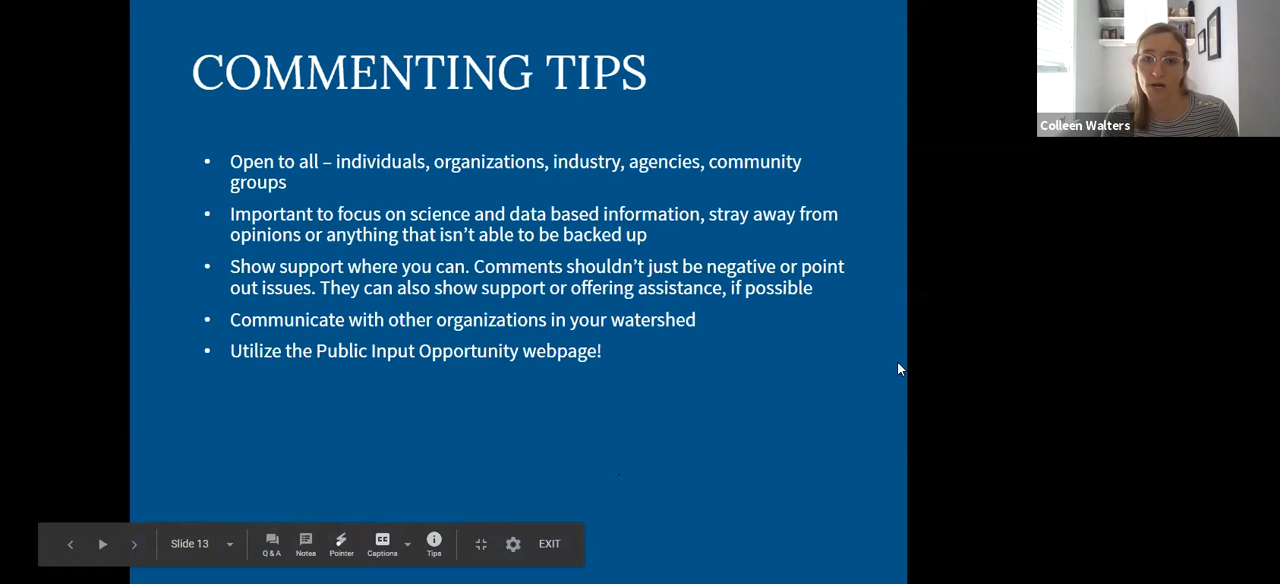 COMMENTING TIPS
• Open to all – individuals, organizations, industry, agencies, community
groups
• Important to focus on science and data based information, stray away from
opinions or anything that isn't able to be backed up
• Show support where you can. Comments shouldn't just be negative or point
out issues. They can also show support or offering assistance, if possible
• Communicate with other organizations in your watershed
• Utilize the Public Input Opportunity webpage!
Colleen Walters
Slide 13
Q & A
Notes
Pointer
CC
Captions
Tips
EXIT